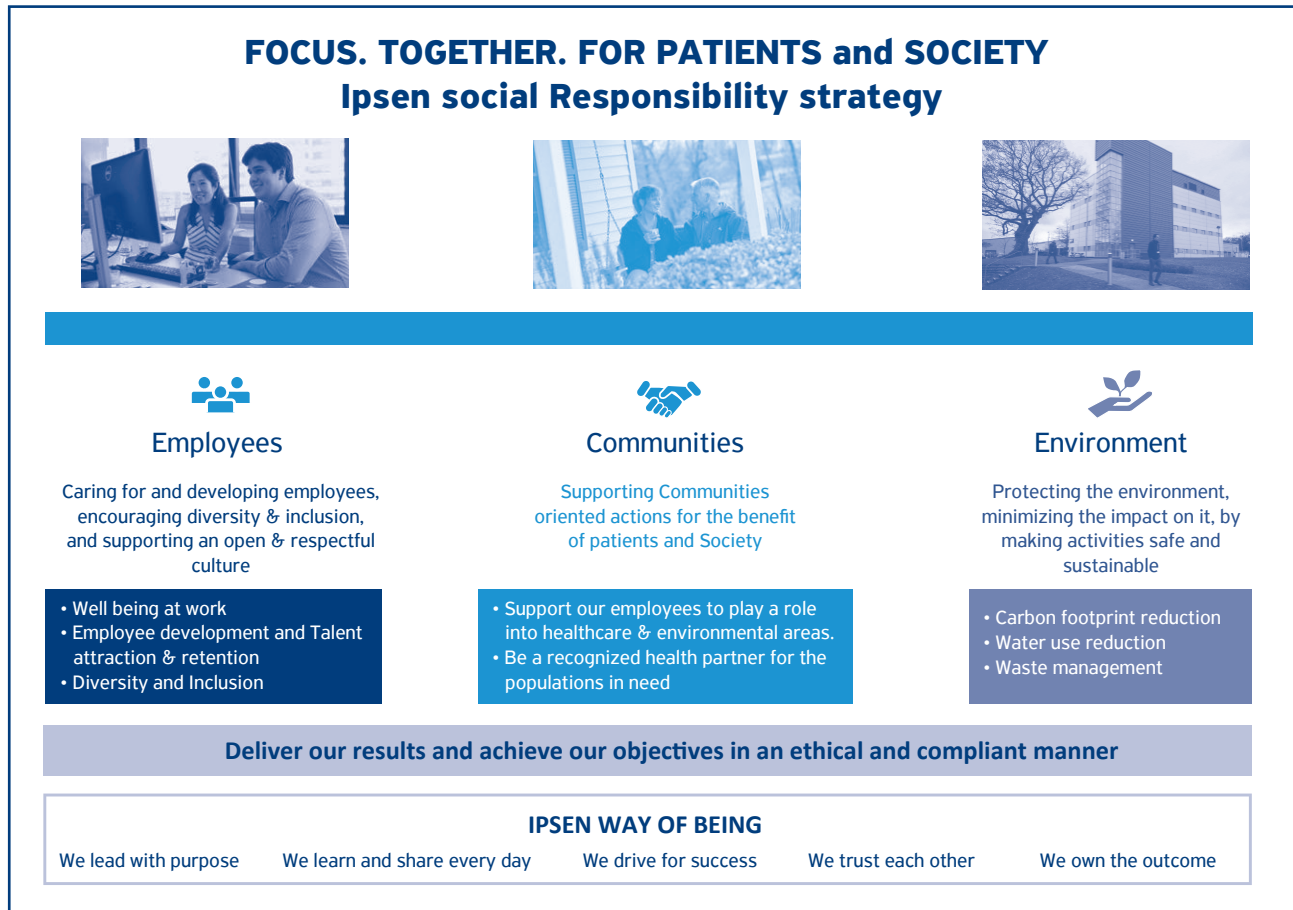 FOCUS. TOGETHER. FOR PATIENTS and SOCIETY
Ipsen social Responsibility strategy
Employees
Caring for and developing employees,
encouraging diversity & inclusion,
and supporting an open & respectful
culture
• Well being at work
• Employee development and Talent
attraction & retention
• Diversity and Inclusion
Communities
Supporting Communities
oriented actions for the benefit
of patients and Society
• Support our employees to play a role
into healthcare & environmental areas.
• Be a recognized health partner for the
populations in need
Environment
Protecting the environment,
minimizing the impact on it, by
making activities safe and
sustainable
• Carbon footprint reduction
• Water use reduction
• Waste management
Deliver our results and achieve our objectives in an ethical and compliant manner
IPSEN WAY OF BEING
We lead with purpose We learn and share every day We drive for success We trust each other We own the outcome